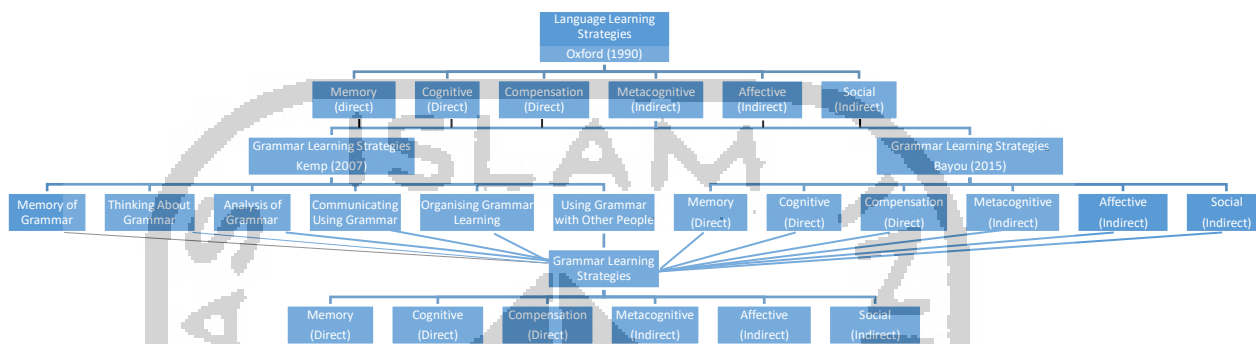 Language Learning
Strategies
Oxford (1990)
Memory
(direct)
Cognitive
(Direct)
Compensation
(Direct)
Metacognitive
(Indirect)
Affective
(Indirect)
Social
(Indirect)
Grammar Learning Strategies
Kemp (2007)
Grammar Learning Strategies
Bayou (2015)
Memory of
Grammar
Thinking About
Grammar
Analysis of
Grammar
Communicating
Using Grammar
Organising Grammar
Learning
Using Grammar
with Other People
Memory
(Direct)
Cognitive
(Direct)
Compensation
(Direct)
Metacognitive
(Indirect)
Affective
(Indirect)
Social
(Indirect)
Grammar Learning
Strategies
Memory
(Direct)
Cognitive
(Direct)
Compensation
(Direct)
Metacognitive
(Indirect)
Affective
(Indirect)
Social
(Indirect)
ISLAM